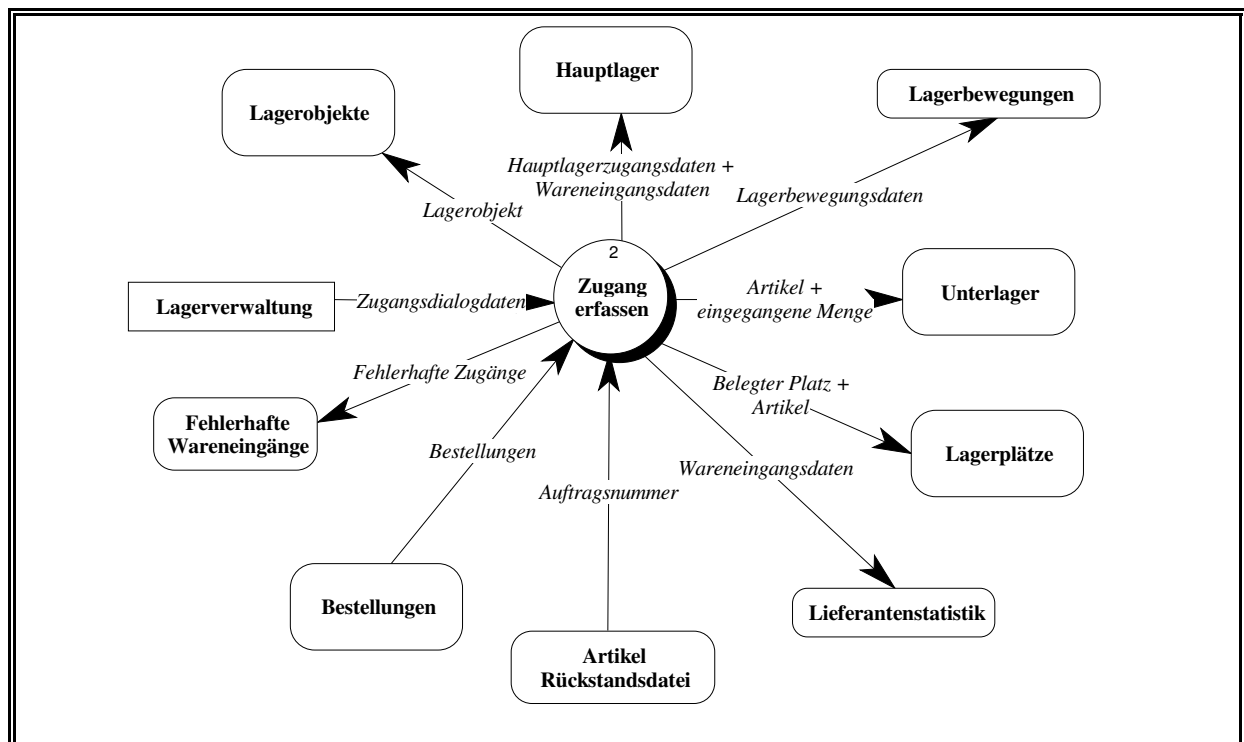 Hauptlager
Lagerbewegungen
Lagerobjekte
Hauptlagerzugangsdaten +
Wareneingangsdaten
Lagerbewegungsdaten
Lagerobjekt
2
Zugang
erfassen
Lagerverwaltung
Zugangsdialogdaten
Artikel +
eingegangene Menge
Unterlager
Fehlerhafte Zugänge
Belegter Platz +
Artikel
Fehlerhafte
Wareneingänge
Bestellungen
Wareneingangsdaten
Lagerplätze
Auftragsnummer
Bestellungen
Lieferantenstatistik
Artikel
Rückstandsdatei